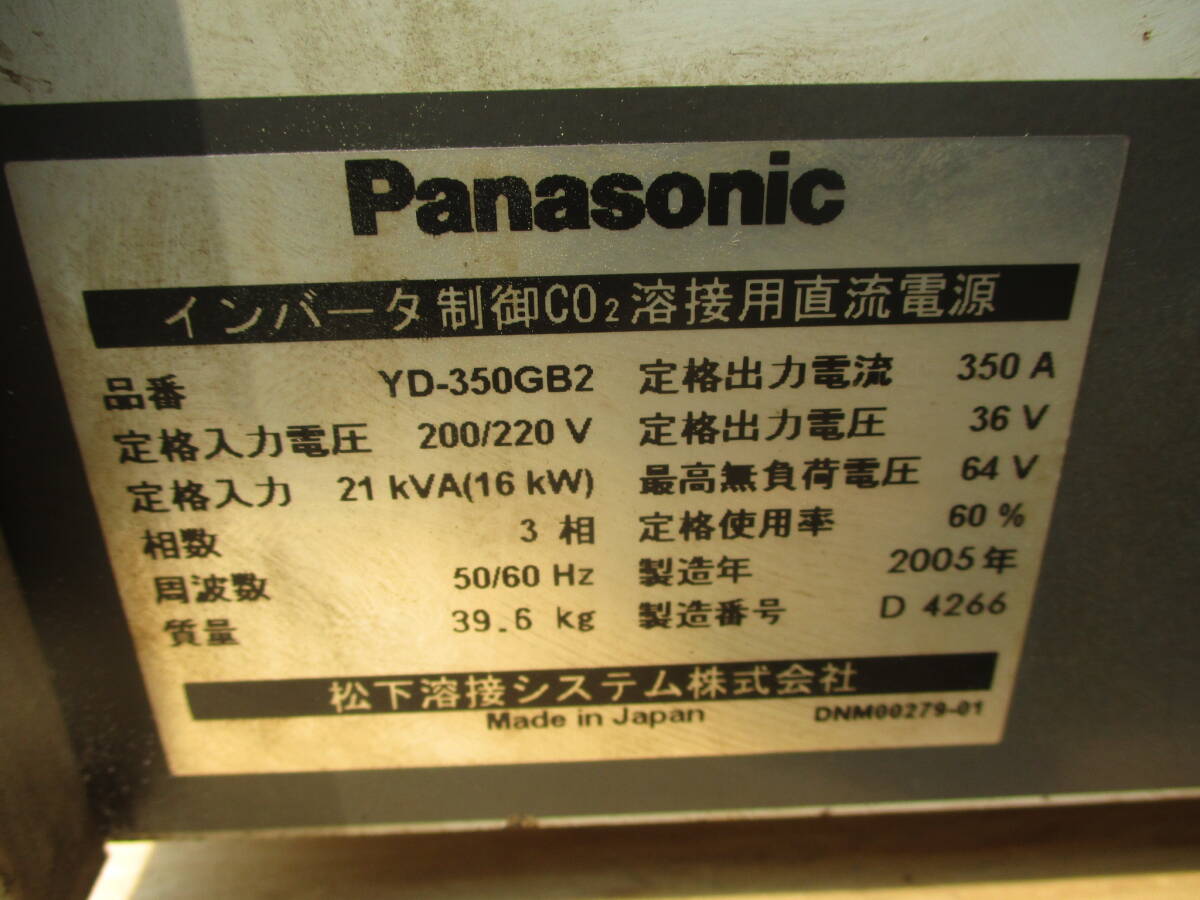 Panasonic
インバータ制御CO₂溶接用直流電源
品番 YD-350GB2 定格出力電流 350 A
定格入力電圧 200/220 V 定格出力電圧 36 V
定格入力 21 kVA(16 kW) 最高無負荷電圧 64 V
相数 3 相 定格使用率 60 %
周波数 50/60 Hz 製造年 2005年
質量 39.6 kg 製造番号 D 4266
松下溶接システム株式会社
Made in Japan DNM00279-01